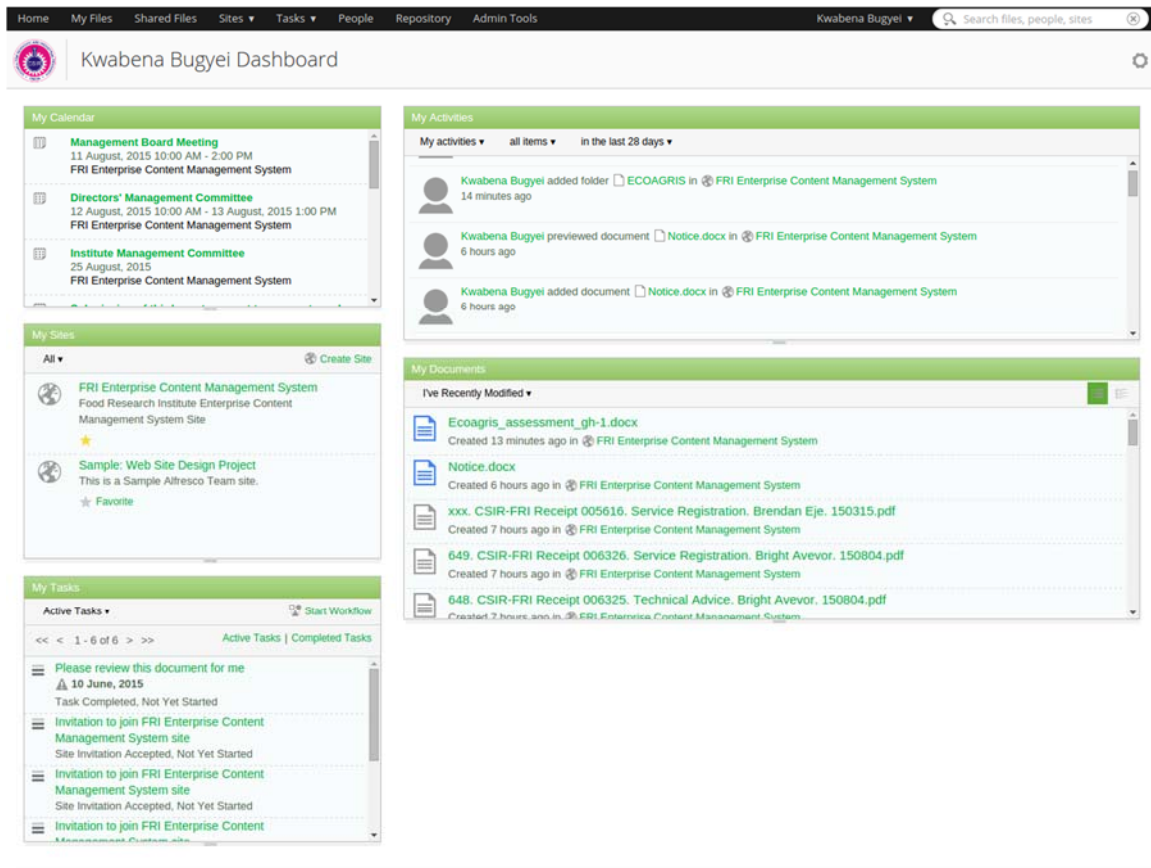 Home My Files Shared Files Sites ▾ Tasks ▾ People Repository Admin Tools Kwabena Bugyei ▾ Search files, people, sites
Kwabena Bugyei Dashboard
My Calendar
Management Board Meeting
11 August, 2015 10:00 AM - 2:00 PM
FRI Enterprise Content Management System
Directors' Management Committee
12 August, 2015 10:00 AM - 13 August, 2015 1:00 PM
FRI Enterprise Content Management System
Institute Management Committee
25 August, 2015
FRI Enterprise Content Management System
My Sites
All ▾ Create Site
FRI Enterprise Content Management System
Food Research Institute Enterprise Content
Management System Site
Sample: Web Site Design Project
This is a Sample Alfresco Team site.
Favorite
My Tasks
Active Tasks ▾ Start Workflow
<< < 1 - 6 of 6 > >> Active Tasks | Completed Tasks
Please review this document for me
10 June, 2015
Task Completed, Not Yet Started
Invitation to join FRI Enterprise Content
Management System site
Site Invitation Accepted, Not Yet Started
Invitation to join FRI Enterprise Content
Management System site
Site Invitation Accepted, Not Yet Started
Invitation to join FRI Enterprise Content
Management System site
My Activities
My activities ▾ all items ▾ in the last 28 days ▾
Kwabena Bugyei added folder ECOAGRIS in FRI Enterprise Content Management System
14 minutes ago
Kwabena Bugyei previewed document Notice.docx in FRI Enterprise Content Management System
6 hours ago
Kwabena Bugyei added document Notice.docx in FRI Enterprise Content Management System
6 hours ago
My Documents
I've Recently Modified ▾
Ecoagris_assessment_gh-1.docx
Created 13 minutes ago in FRI Enterprise Content Management System
Notice.docx
Created 6 hours ago in FRI Enterprise Content Management System
xxx. CSIR-FRI Receipt 005616. Service Registration. Brendan Eje. 150315.pdf
Created 7 hours ago in FRI Enterprise Content Management System
649. CSIR-FRI Receipt 006326. Service Registration. Bright Avevor. 150804.pdf
Created 7 hours ago in FRI Enterprise Content Management System
648. CSIR-FRI Receipt 006325. Technical Advice. Bright Avevor. 150804.pdf
Created 7 hours ago in FRI Enterprise Content Management System